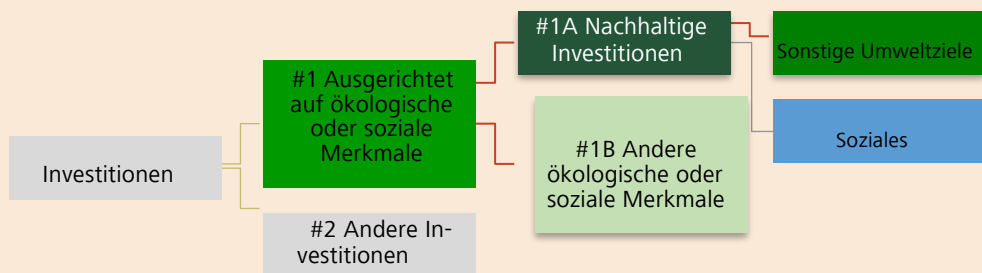 Investitionen
#1 Ausgerichtet
auf ökologische
oder soziale
Merkmale
#2 Andere In-
vestitionen
#1A Nachhaltige
Investitionen
#1B Andere
ökologische oder
soziale Merkmale
Sonstige Umweltziele
Soziales